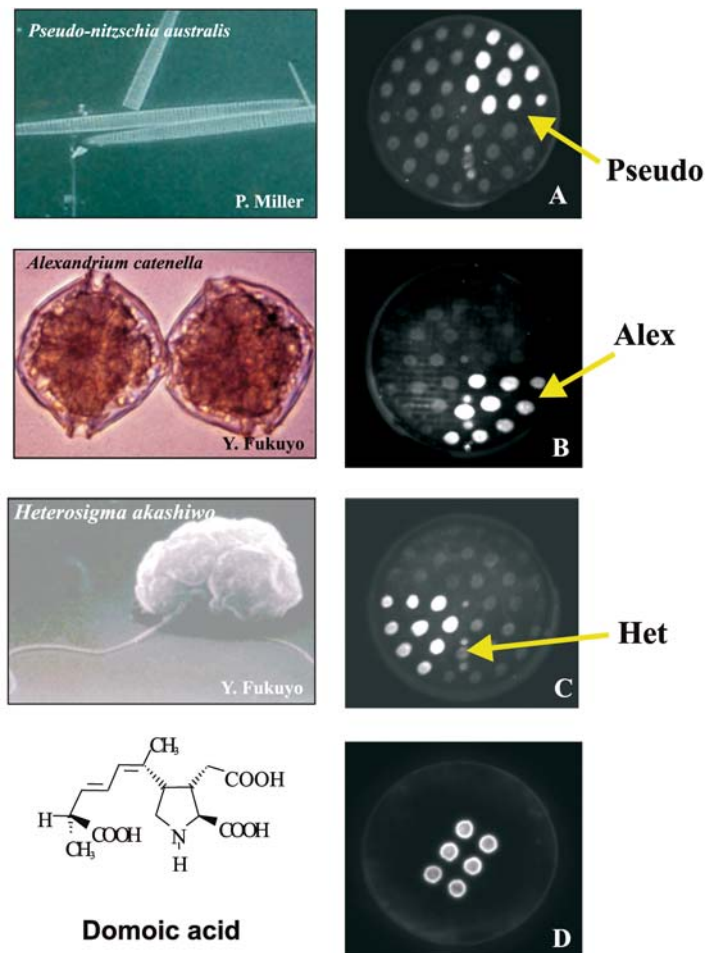 Pseudo-nitzschia australis
P. Miller
A
Pseudo
Alexandrium catenella
Y. Fukuyo
B
Alex
Heterosigma akashiwo
Y. Fukuyo
C
Het
CH3
COOH
H
COOH
CH3
COOH
N
H
Domoic acid
D